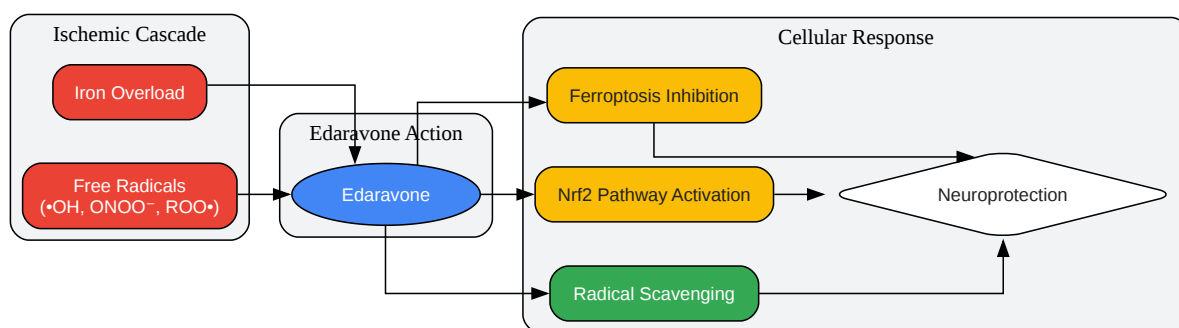 Ischemic Cascade
Iron Overload
Free Radicals
(•OH, ONOO⁻, ROO•)
Edaravone Action
Edaravone
Cellular Response
Ferroptosis Inhibition
Nrf2 Pathway Activation
Radical Scavenging
Neuroprotection